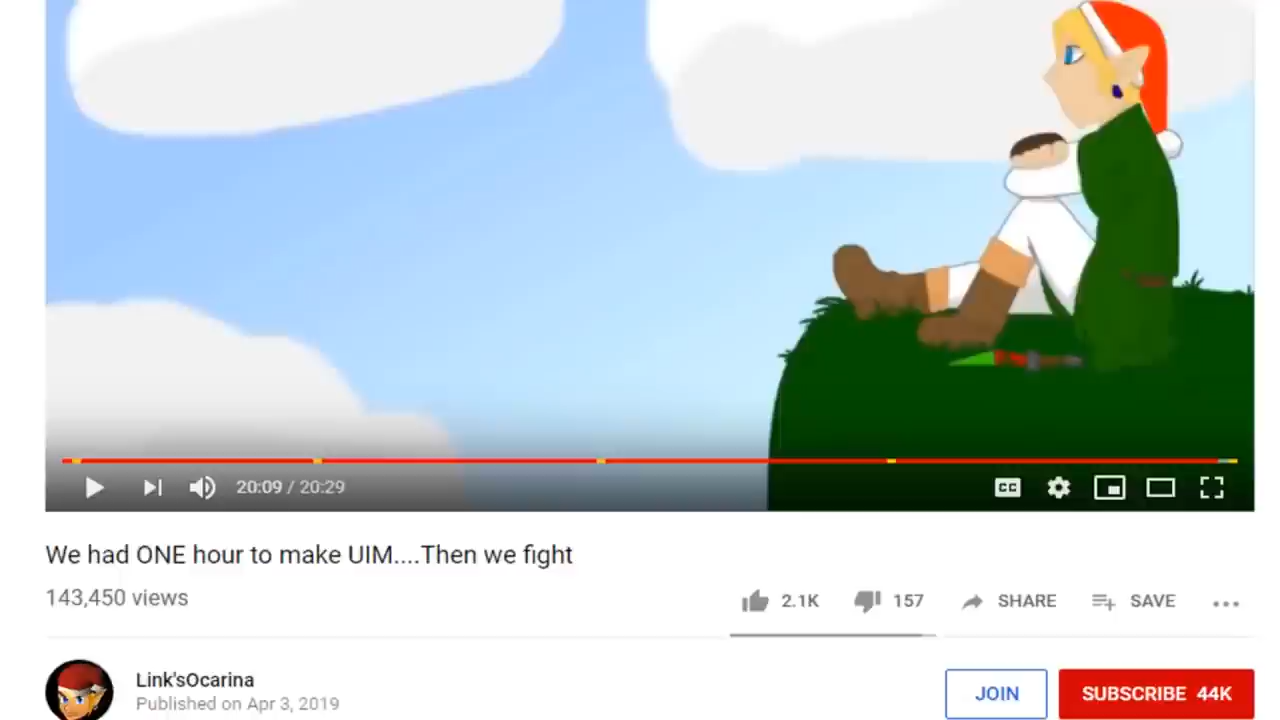 20:09 / 20:29
CC
We had ONE hour to make UIM....Then we fight
143,450 views
2.1K 157 SHARE SAVE
Link'sOcarina
Published on Apr 3, 2019
JOIN SUBSCRIBE 44K